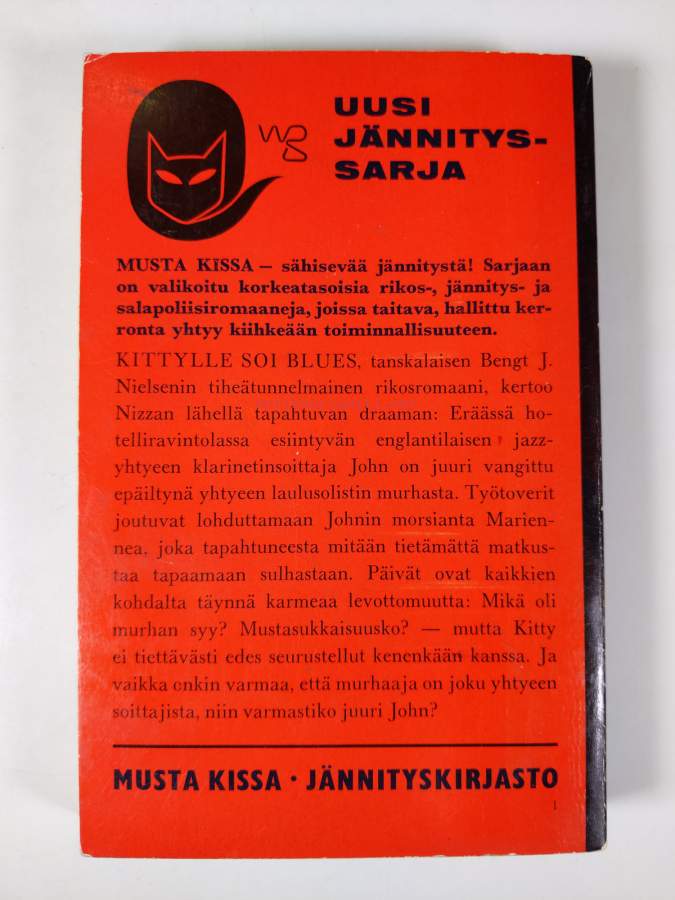 WS
UUSI
JÄNNITYS-
SARJA
MUSTA KISSA – sähisevää jännitystä! Sarjaan
on valikoitu korkeatasoisia rikos-, jännitys- ja
salapoliisiromaaneja, joissa taitava, hallittu ker-
ronta yhtyy kiihkeään toiminnallisuuteen.
KITTYLLE SOI BLUES, tanskalaisen Bengt J.
Nielsenin tiheätunnelmainen rikosromaani, kertoo
Nizzan lähellä tapahtuvan draaman: Eräässä ho-
telliravintolassa esiintyvän englantilaisen jazz-
yhtyeen klarinetinsoittaja John on juuri vangittu
epäiltynä yhtyeen laulusolistin murhasta. Työtoverit
joutuvat lohduttamaan Johnin morsianta Marien-
nea, joka tapahtuneesta mitään tietämättä matkus-
taa tapaamaan sulhastaan. Päivät ovat kaikkien
kohdalta täynnä karmeaa levottomuutta: Mikä oli
murhan syy? Mustasukkaisuusko? — mutta Kitty
ei tiettävästi edes seurustellut kenenkään kanssa. Ja
vaikka onkin varmaa, että murhaaja on joku yhtyeen
soittajista, niin varmastiko juuri John?
MUSTA KISSA · JÄNNITYSKIRJASTO
1